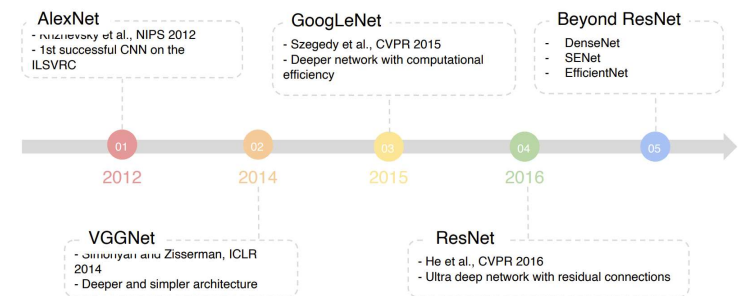 AlexNet
- Krizhevsky et al., NIPS 2012
- 1st successful CNN on the
ILSVRC
GoogLeNet
- Szegedy et al., CVPR 2015
- Deeper network with computational
efficiency
Beyond ResNet
- DenseNet
- SENet
- EfficientNet
01
02
03
04
05
2012
2014
2015
2016
VGGNet
- Simonyan and Zisserman, ICLR
2014
- Deeper and simpler architecture
ResNet
- He et al., CVPR 2016
- Ultra deep network with residual connections